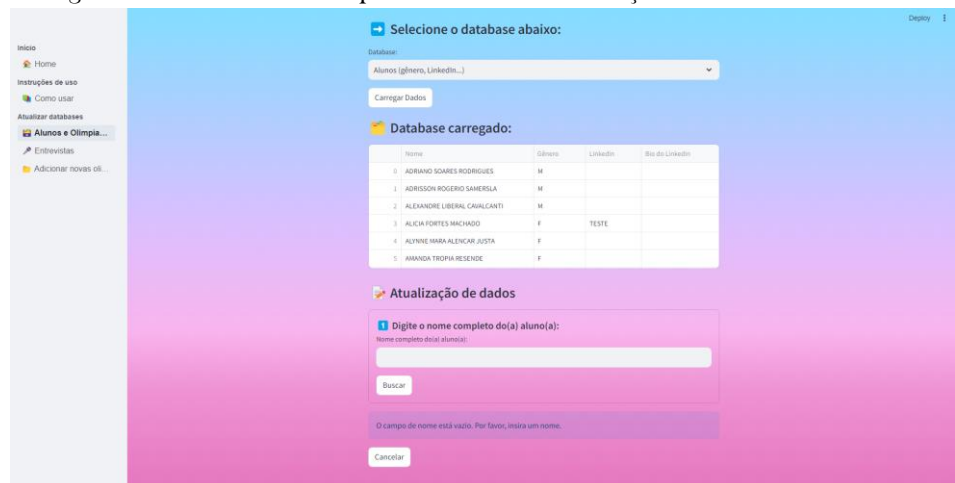 Deploy
Início
Home
Instruções de uso
Como usar
Atualizar databases
Alunos e Olimpia...
Entrevistas
Adicionar novas oli...
Selecione o database abaixo:
Database:
Alunos (gênero, LinkedIn...)
Carregar Dados
Database carregado:
Nome Gênero LinkedIn Bio do LinkedIn
0 ADRIANO SOARES RODRIGUES M
1 ADRISSON ROGERIO SAMERSLA M
2 ALEXANDRE LIBERAL CAVALCANTI M
3 ALICIA FORTES MACHADO F TESTE
4 ALYNNE MARA ALENCAR JUSTA F
5 AMANDA TROPIA RESENDE F
Atualização de dados
1 Digite o nome completo do(a) aluno(a):
Nome completo do(a) aluno(a):
Buscar
O campo de nome está vazio. Por favor, insira um nome.
Cancelar